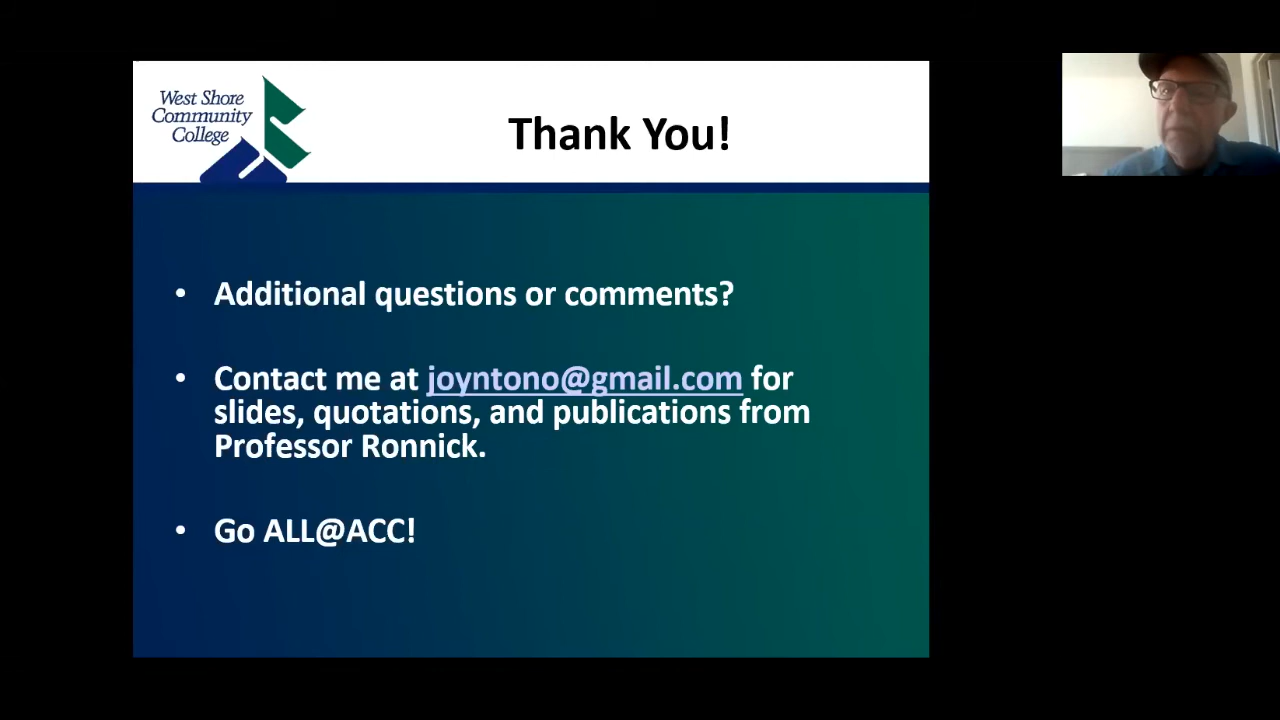 West Shore
Community
College
Thank You!
• Additional questions or comments?
• Contact me at joyntono@gmail.com for
slides, quotations, and publications from
Professor Ronnick.
• Go ALL@ACC!